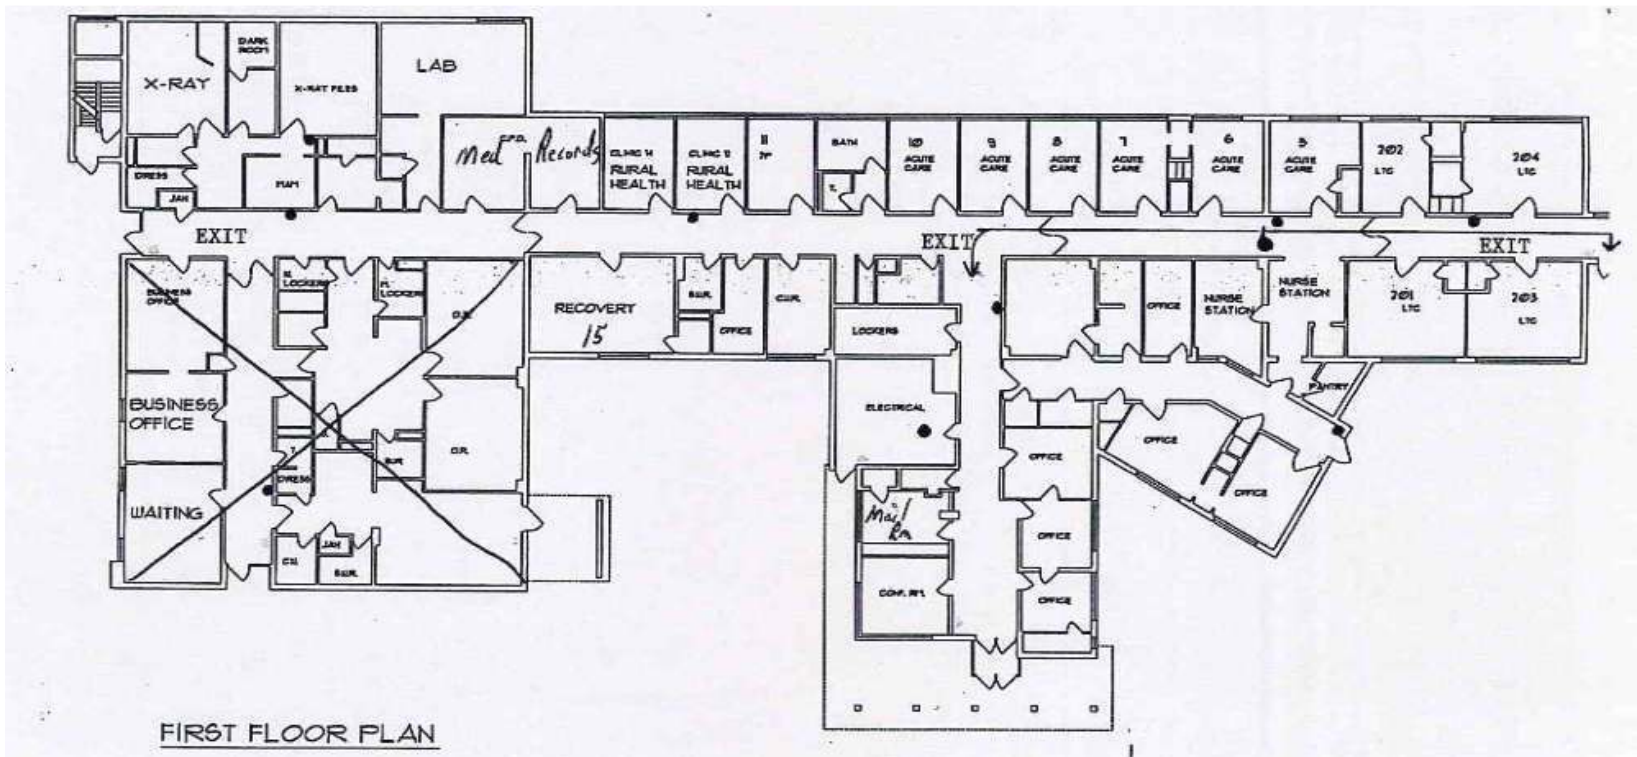 X-RAY
DARK
ROOM
X-RAY FILES
LAB
DRESS
JAN
MAM
Med Records
CLINIC 14
RURAL
HEALTH
RURAL
HEALTH
11
BATH
T.
10
ACUTE
CARE
9
ACUTE
CARE
8
ACUTE
CARE
7
ACUTE
CARE
6
ACUTE
CARE
5
ACUTE
CARE
202
LTC
204
LTC
EXIT
EXIT
EXIT
BUSINESS
OFFICE
LOCKERS
LOCKERS
RECOVERY
15
OFFICE
LOCKERS
OFFICE
NURSE
STATION
NURSE
STATION
201
LTC
203
LTC
PANTRY
BUSINESS
OFFICE
O.R.
DRESS
ELECTRICAL
OFFICE
OFFICE
OFFICE
WAITING
JAN
Mail
Rm
OFFICE
CONF. RM.
OFFICE
FIRST FLOOR PLAN